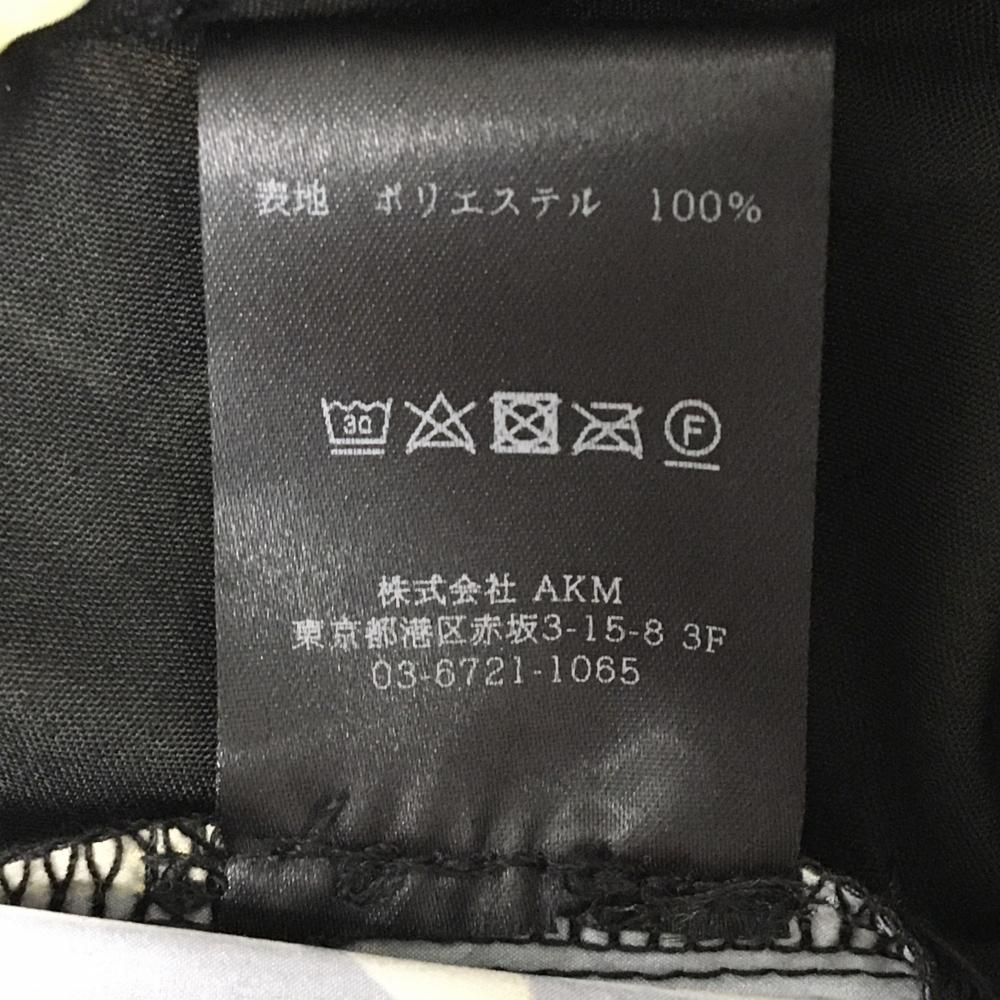 表地 ポリエステル 100%
30 F
株式会社 AKM
東京都港区赤坂3-15-8 3F
03-6721-1065